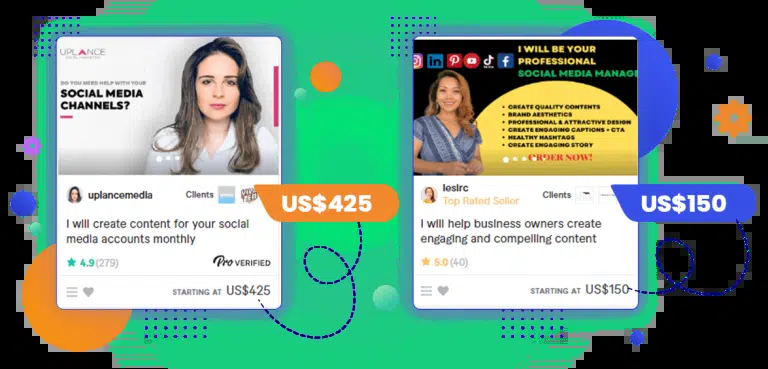 UPLANCE
DO YOU NEED HELP WITH YOUR
SOCIAL MEDIA
CHANNELS?
uplancemedia
Clients
US$425
I will create content for your social
media accounts monthly
4.9 (279)
Pro VERIFIED
STARTING AT US$425
I WILL BE YOUR
PROFESSIONAL
SOCIAL MEDIA MANAG
• CREATE QUALITY CONTENTS
• BRAND AESTHETICS
• PROFESSIONAL & ATTRACTIVE DESIGN
• CREATE ENGAGING CAPTIONS + CTA
• HEALTHY HASHTAGS
• CREATE ENGAGING STORY
ORDER NOW!
leslrc
Top Rated Seller
Clients
US$150
I will help business owners create
engaging and compelling content
5.0 (40)
STARTING AT US$150